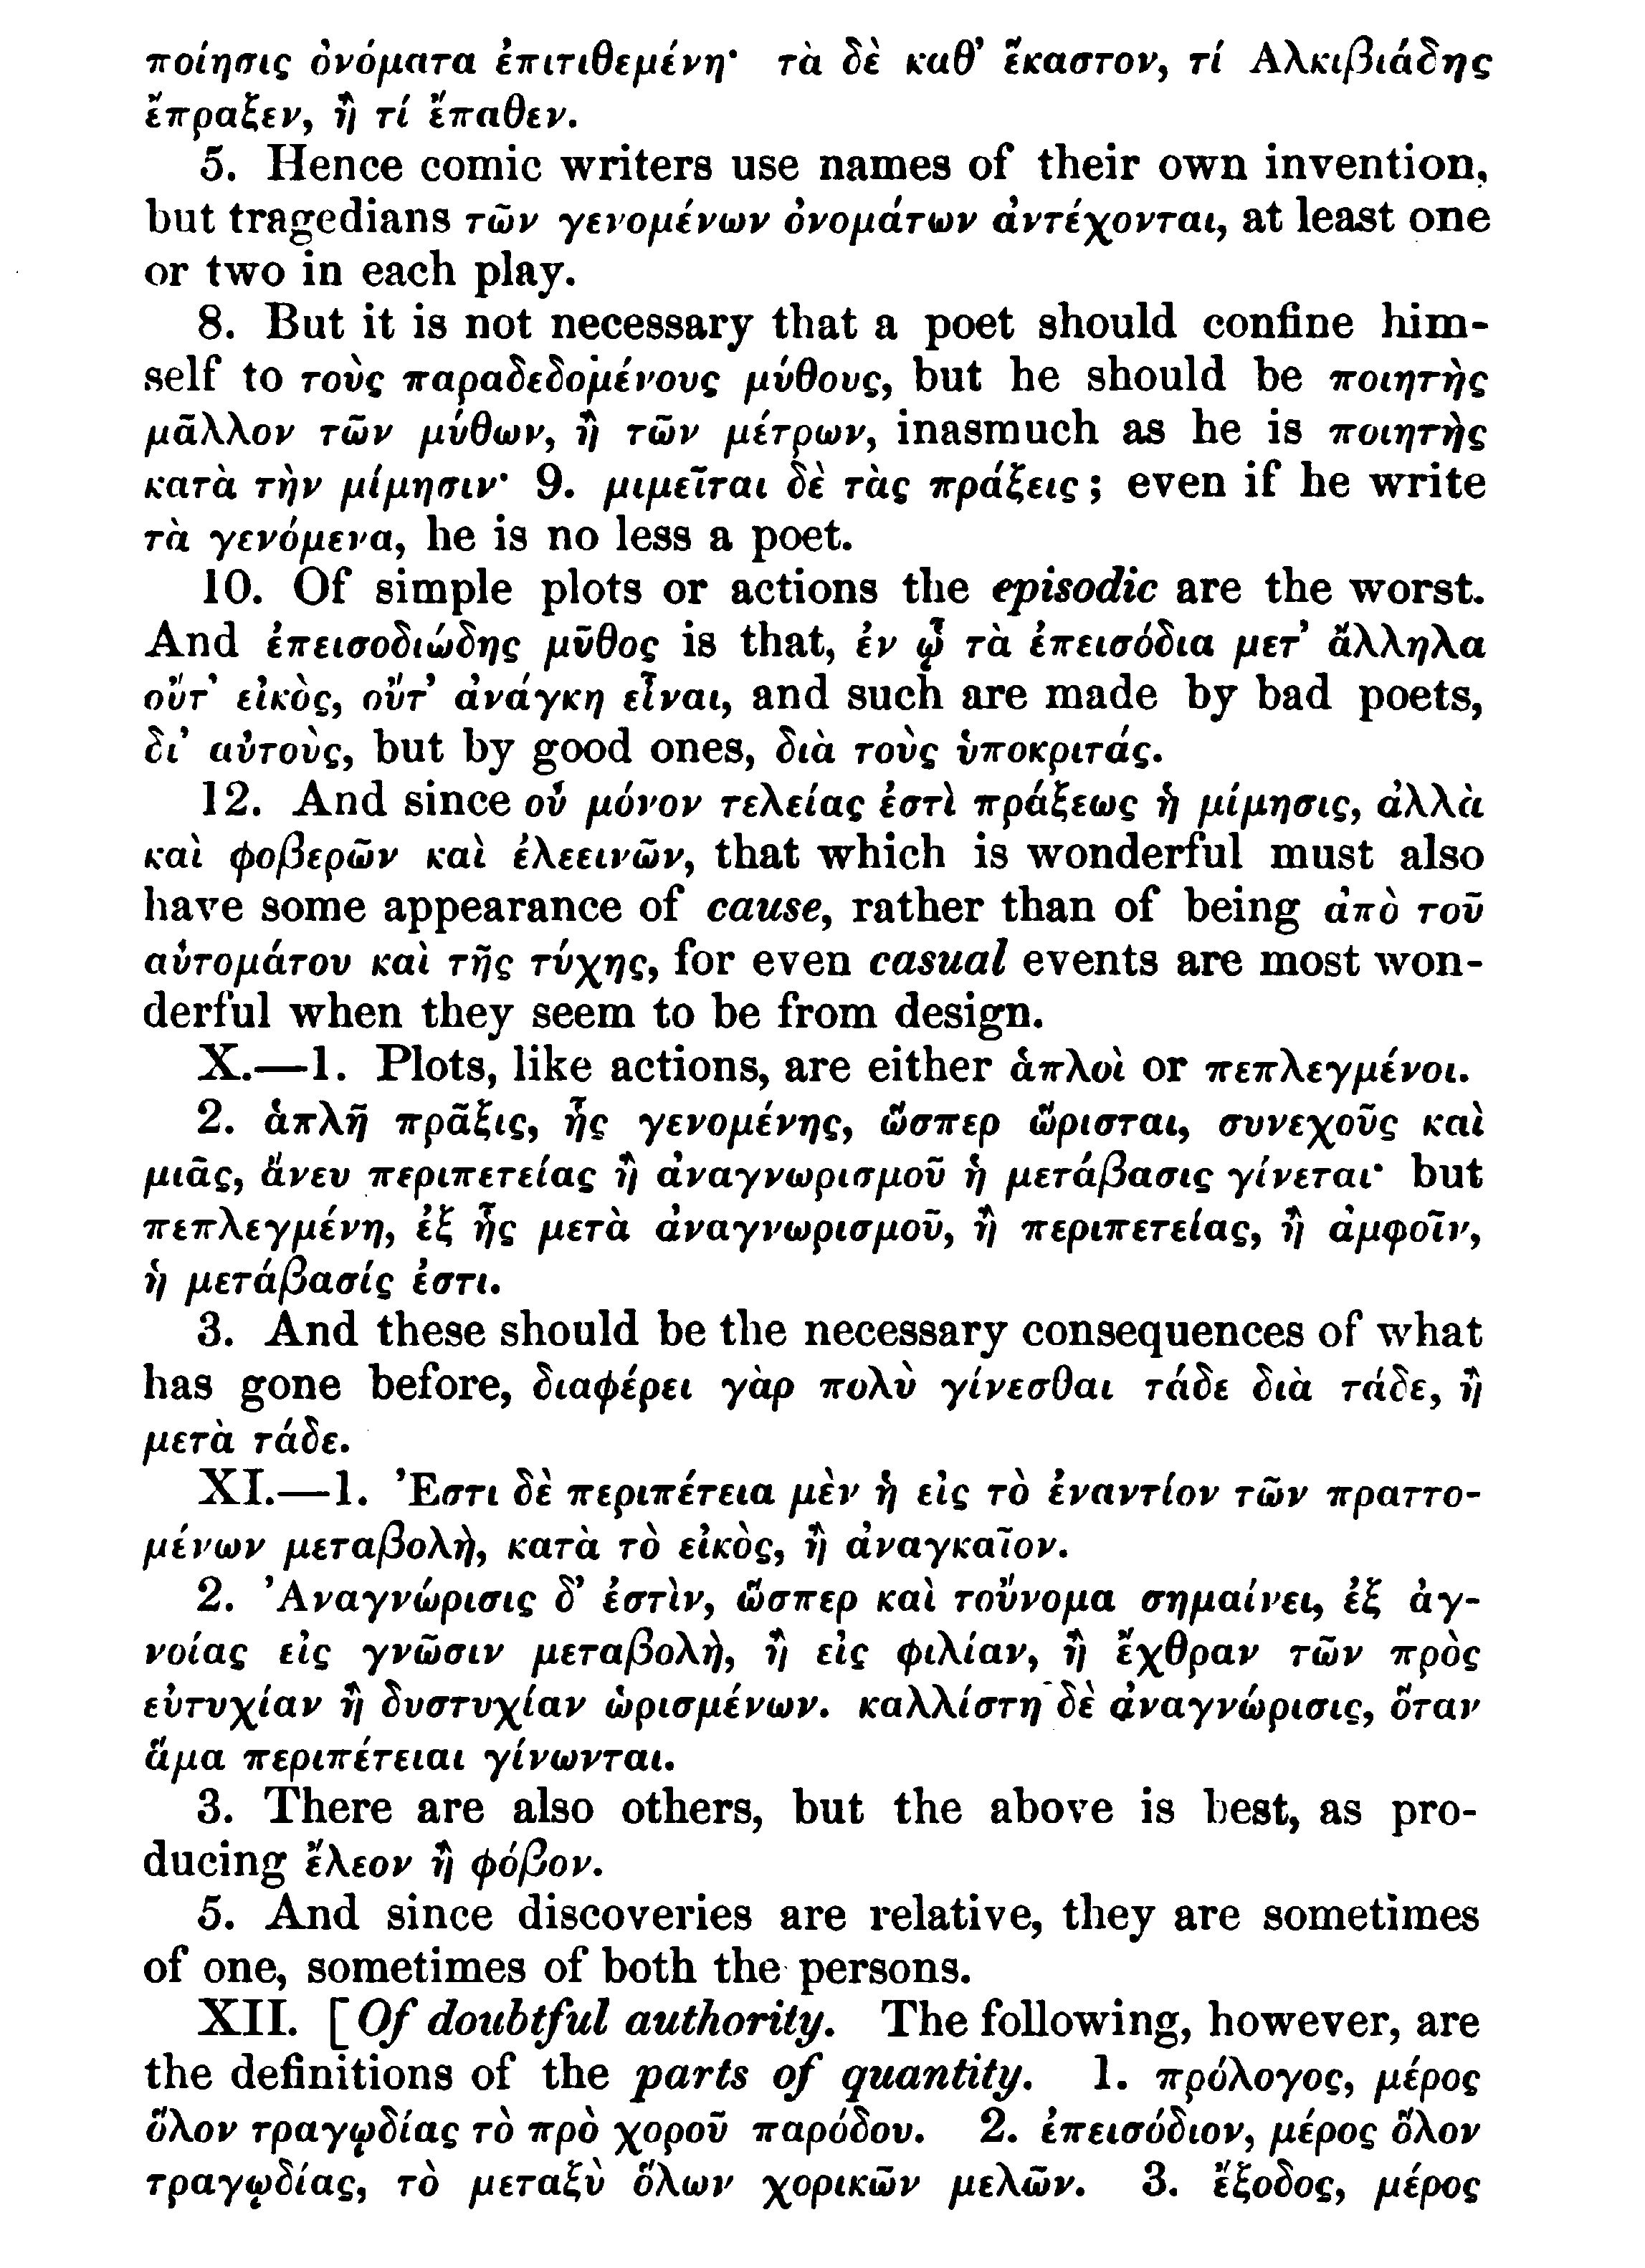 ποίησις ὀνόματα ἐπιτιθεμένη· τὰ δὲ καθ’ ἕκαστον, τί Αλκιβιάδης
ἔπραξεν, ἢ τί ἔπαθεν.
5. Hence comic writers use names of their own invention,
but tragedians τῶν γενομένων ὀνομάτων ἀντέχονται, at least one
or two in each play.
8. But it is not necessary that a poet should confine him-
self to τοὺς παραδεδομένους μύθους, but he should be ποιητὴς
μᾶλλον τῶν μύθων, ἢ τῶν μέτρων, inasmuch as he is ποιητὴς
κατὰ τὴν μίμησιν· 9. μιμεῖται δὲ τὰς πράξεις; even if he write
τὰ γενόμενα, he is no less a poet.
10. Of simple plots or actions the episodic are the worst.
And ἐπεισοδιώδης μῦθος is that, ἐν ᾧ τὰ ἐπεισόδια μετ’ ἄλληλα
οὔτ’ εἰκὸς, οὔτ’ ἀνάγκη εἶναι, and such are made by bad poets,
δι’ αὐτοὺς, but by good ones, διὰ τοὺς ὑποκριτάς.
12. And since οὐ μόνον τελείας ἐστὶ πράξεως ἡ μίμησις, ἀλλὰ
καὶ φοβερῶν καὶ ἐλεεινῶν, that which is wonderful must also
have some appearance of cause, rather than of being ἀπὸ τοῦ
αὐτομάτου καὶ τῆς τύχης, for even casual events are most won-
derful when they seem to be from design.
X.—1. Plots, like actions, are either ἁπλοὶ or πεπλεγμένοι.
2. ἁπλῆ πρᾶξις, ἧς γενομένης, ὥσπερ ὥρισται, συνεχοῦς καὶ
μιᾶς, ἄνευ περιπετείας ἢ ἀναγνωρισμοῦ ἡ μετάβασις γίνεται· but
πεπλεγμένη, ἐξ ἧς μετὰ ἀναγνωρισμοῦ, ἢ περιπετείας, ἢ ἀμφοῖν,
ἡ μετάβασίς ἐστι.
3. And these should be the necessary consequences of what
has gone before, διαφέρει γὰρ πολὺ γίνεσθαι τάδε διὰ τάδε, ἢ
μετὰ τάδε.
XI.—1. Ἔστι δὲ περιπέτεια μὲν ἡ εἰς τὸ ἐναντίον τῶν πραττο-
μένων μεταβολὴ, κατὰ τὸ εἰκὸς, ἢ ἀναγκαῖον.
2. Ἀναγνώρισις δ’ ἐστὶν, ὥσπερ καὶ τοὔνομα σημαίνει, ἐξ ἀγ-
νοίας εἰς γνῶσιν μεταβολὴ, ἢ εἰς φιλίαν, ἢ ἔχθραν τῶν πρὸς
εὐτυχίαν ἢ δυστυχίαν ὡρισμένων. καλλίστη δὲ ἀναγνώρισις, ὅταν
ἅμα περιπέτειαι γίνωνται.
3. There are also others, but the above is best, as pro-
ducing ἔλεον ἢ φόβον.
5. And since discoveries are relative, they are sometimes
of one, sometimes of both the persons.
XII. [Of doubtful authority. The following, however, are
the definitions of the parts of quantity. 1. πρόλογος, μέρος
ὅλον τραγῳδίας τὸ πρὸ χοροῦ παρόδου. 2. ἐπεισόδιον, μέρος ὅλον
τραγῳδίας, τὸ μεταξὺ ὅλων χορικῶν μελῶν. 3. ἔξοδος, μέρος